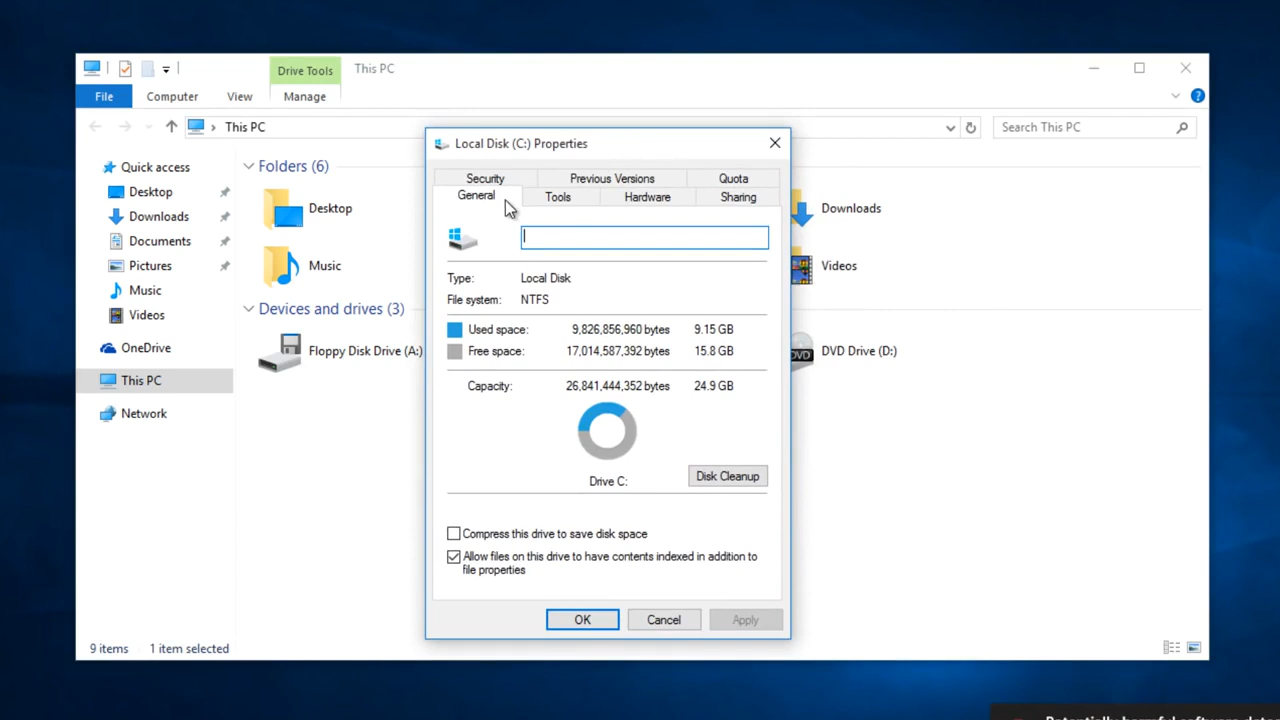 Drive Tools
This PC
File
Computer
View
Manage
This PC
Search This PC
Quick access
Desktop
Downloads
Documents
Pictures
Music
Videos
OneDrive
This PC
Network
Folders (6)
Desktop
Music
Devices and drives (3)
Floppy Disk Drive (A:)
Downloads
Videos
DVD Drive (D:)
Local Disk (C:) Properties
Security
Previous Versions
Quota
General
Tools
Hardware
Sharing
Type: Local Disk
File system: NTFS
Used space: 9,826,856,960 bytes 9.15 GB
Free space: 17,014,587,392 bytes 15.8 GB
Capacity: 26,841,444,352 bytes 24.9 GB
Drive C:
Disk Cleanup
Compress this drive to save disk space
Allow files on this drive to have contents indexed in addition to
file properties
OK
Cancel
Apply
9 items 1 item selected